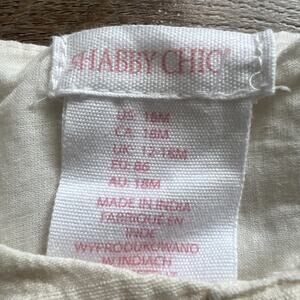 SHABBY CHIC®
US: 18M
CA: 18M
UK: 12-18M
EU: 86
AU: 18M
MADE IN INDIA
FABRIQUÉ EN
INDE
WYPRODUKOWANO
W INDIACH